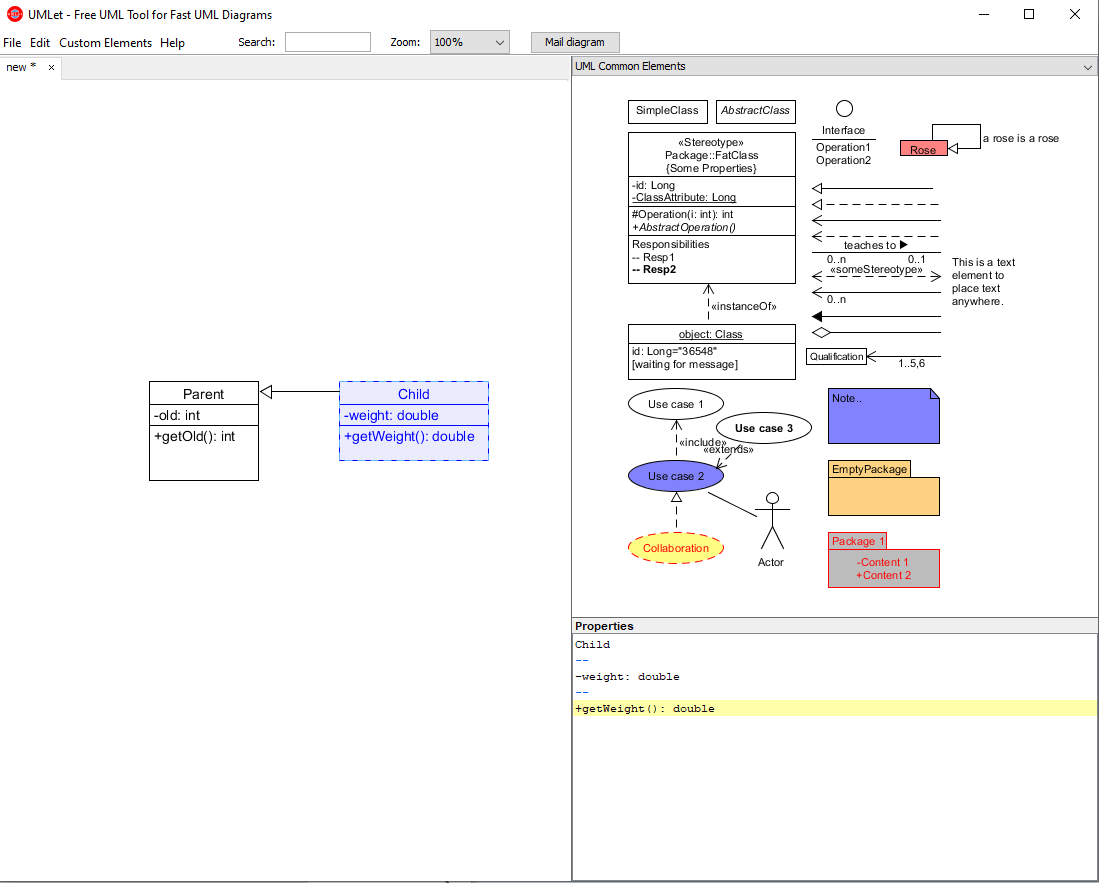 UMLet - Free UML Tool for Fast UML Diagrams
File Edit Custom Elements Help Search: Zoom: 100% Mail diagram
new * ×
UML Common Elements
Parent
-old: int
+getOld(): int
Child
-weight: double
+getWeight(): double
SimpleClass
AbstractClass
«Stereotype»
Package::FatClass
{Some Properties}
-id: Long
-ClassAttribute: Long
#Operation(i: int): int
+AbstractOperation()
Responsibilities
-- Resp1
-- Resp2
«instanceOf»
object: Class
id: Long="36548"
[waiting for message]
Interface
Operation1
Operation2
Rose
a rose is a rose
teaches to
0..n 0..1
«someStereotype»
0..n
This is a text
element to
place text
anywhere.
Qualification
1..5,6
Use case 1
Use case 3
«include»
«extends»
Use case 2
Collaboration
Actor
Note..
EmptyPackage
Package 1
-Content 1
+Content 2
Properties
Child
--
-weight: double
--
+getWeight(): double